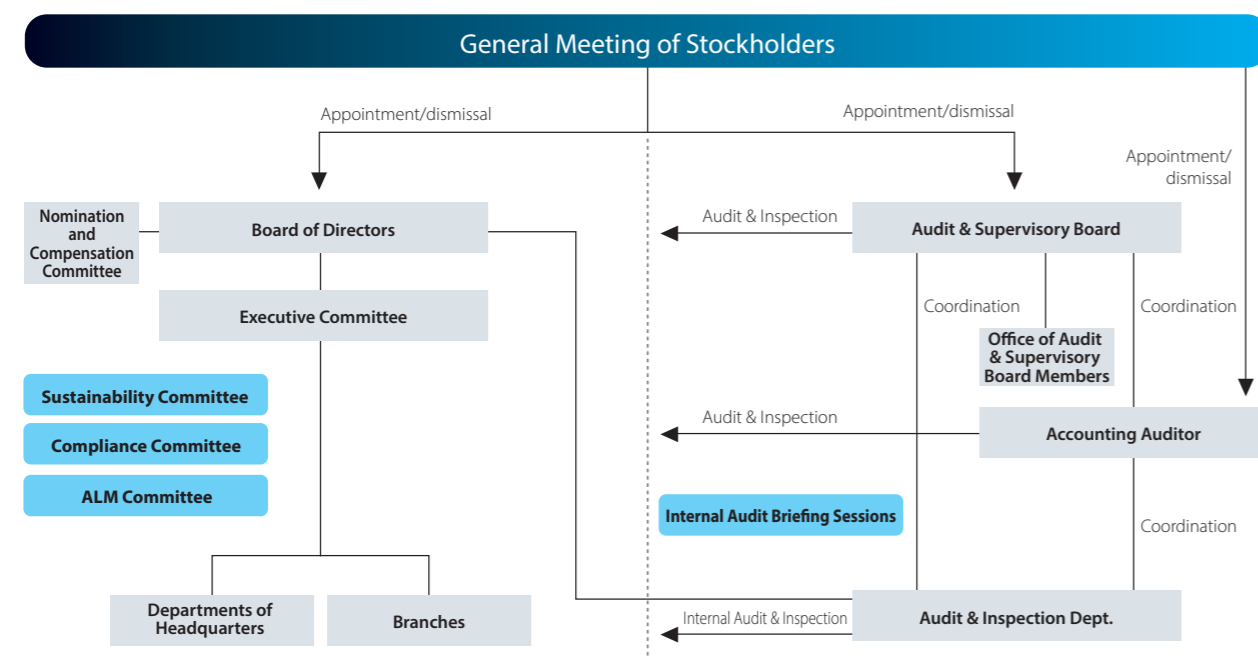 General Meeting of Stockholders
Appointment/dismissal
Appointment/dismissal
Appointment/
dismissal
Nomination
and
Compensation
Committee
Board of Directors
Audit & Inspection
Audit & Supervisory Board
Executive Committee
Coordination
Coordination
Office of Audit
& Supervisory
Board Members
Sustainability Committee
Compliance Committee
ALM Committee
Audit & Inspection
Accounting Auditor
Internal Audit Briefing Sessions
Coordination
Departments of
Headquarters
Branches
Internal Audit & Inspection
Audit & Inspection Dept.